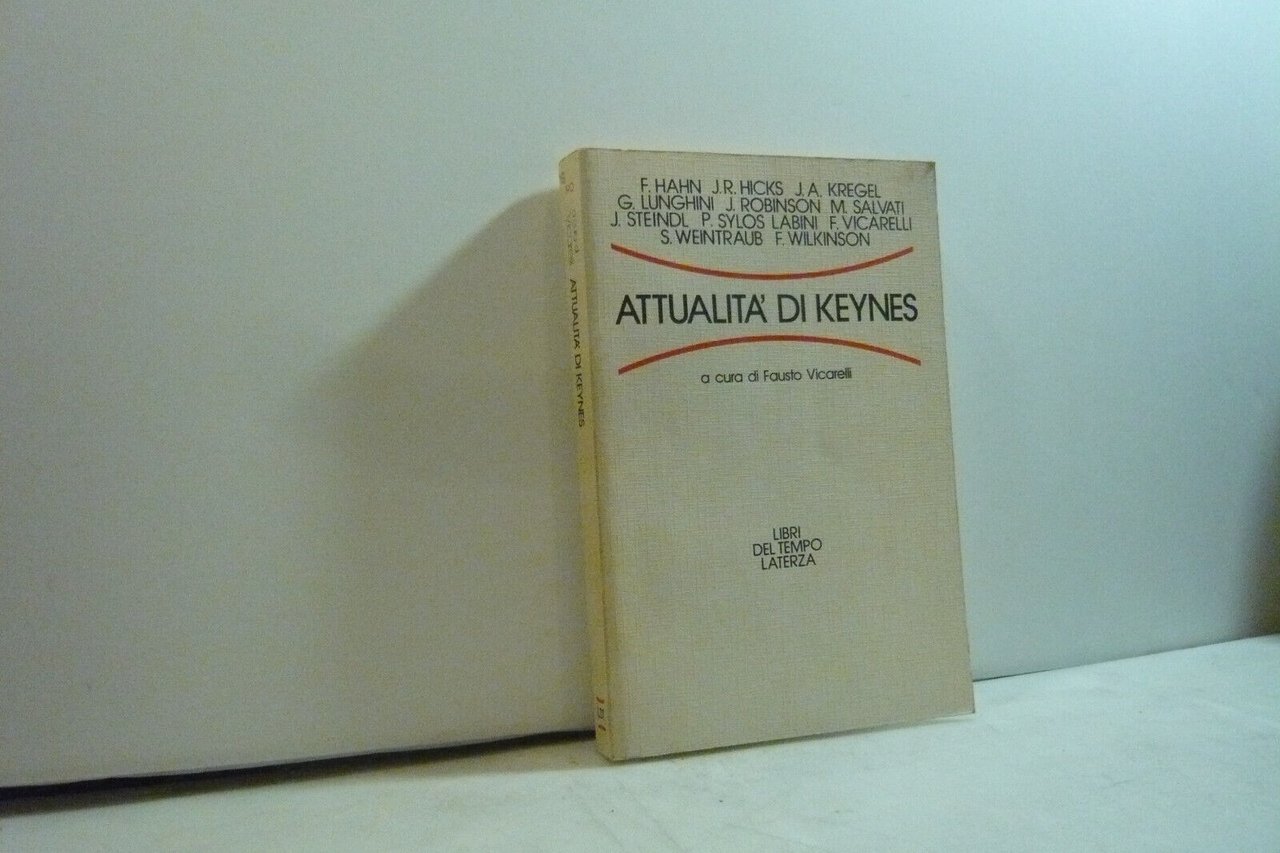 F. HAHN J.R. HICKS J.A. KREGEL
G. LUNGHINI J. ROBINSON M. SALVATI
J. STEINDL P. SYLOS LABINI F. VICARELLI
S. WEINTRAUB F. WILKINSON
ATTUALITA' DI KEYNES
a cura di Fausto Vicarelli
LIBRI
DEL TEMPO
LATERZA
ATTUALITA' DI KEYNES